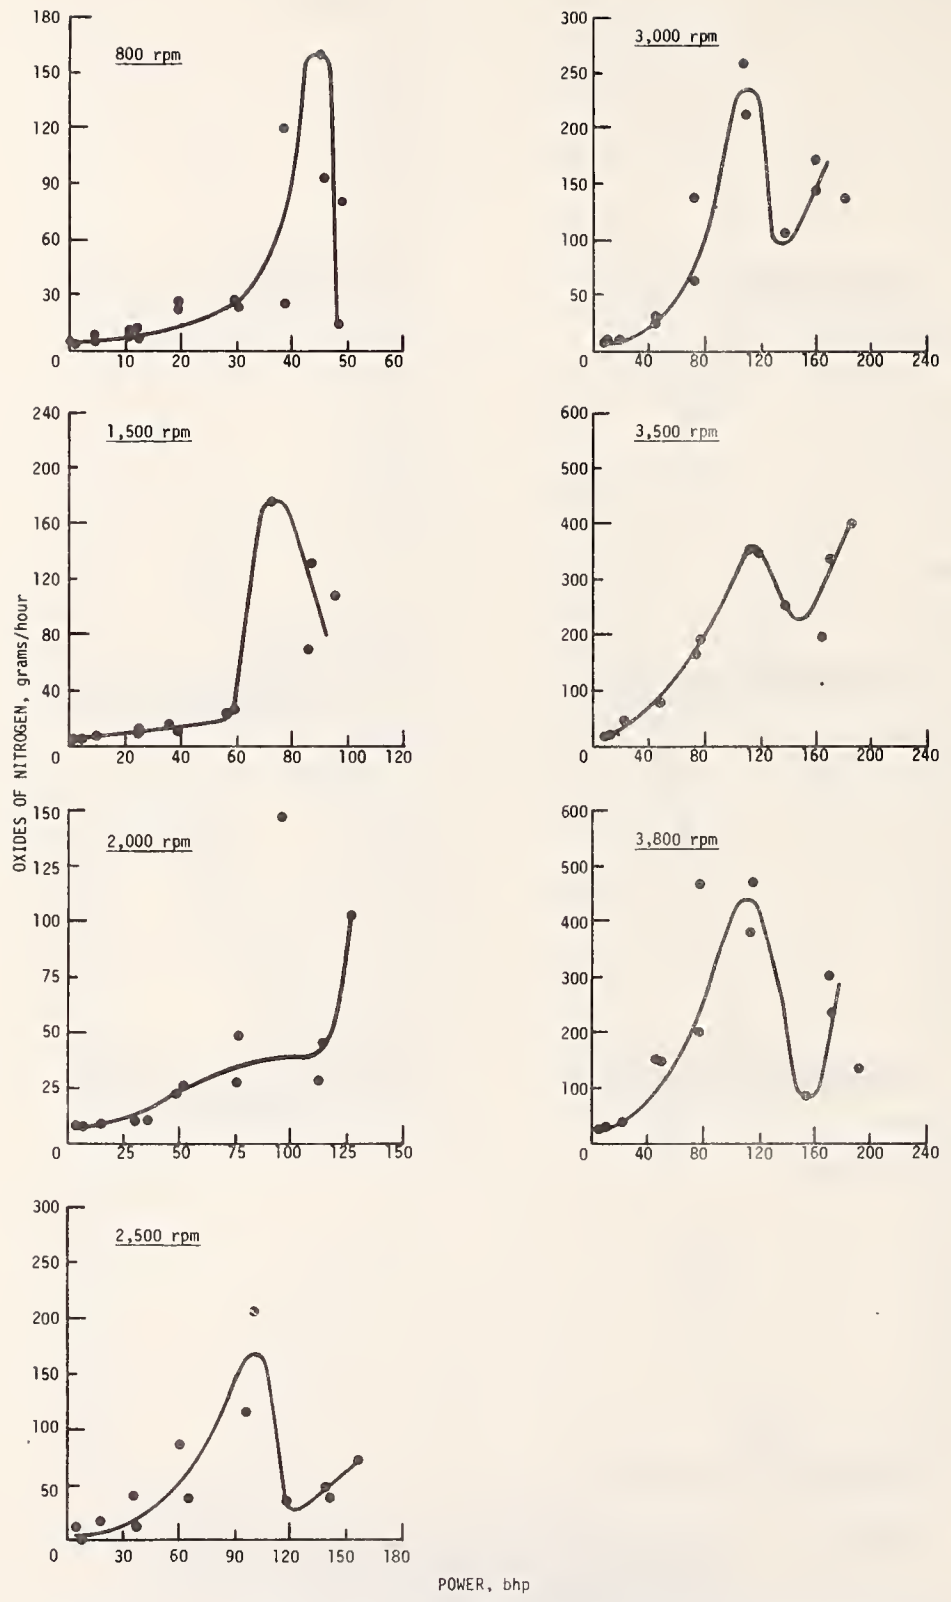 OXIDES OF NITROGEN, grams/hour
800 rpm
180
150
120
90
60
30
0 10 20 30 40 50 60
3,000 rpm
300
250
200
150
100
50
0 40 80 120 160 200 240
1,500 rpm
240
200
160
120
80
40
0 20 40 60 80 100 120
3,500 rpm
600
500
400
300
200
100
0 40 80 120 160 200 240
2,000 rpm
150
125
100
75
50
25
0 25 50 75 100 125 150
3,800 rpm
600
500
400
300
200
100
0 40 80 120 160 200 240
2,500 rpm
300
250
200
150
100
50
0 30 60 90 120 150 180
POWER, bhp